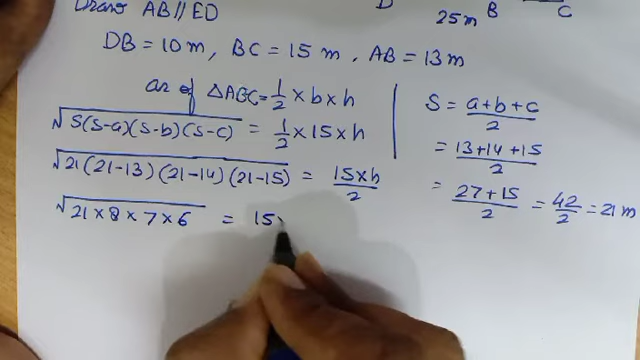 Draw AB//ED
D
B
C
25m
DB = 10 m, BC = 15 m, AB = 13 m
ar of △ABC = 1/2 × b × h
√S(S-a)(S-b)(S-c) = 1/2 × 15 × h
√21(21-13)(21-14)(21-15) = 15×h/2
√21×8×7×6 = 15
S = a+b+c/2
= 13+14+15/2
= 27+15/2 = 42/2 = 21 m